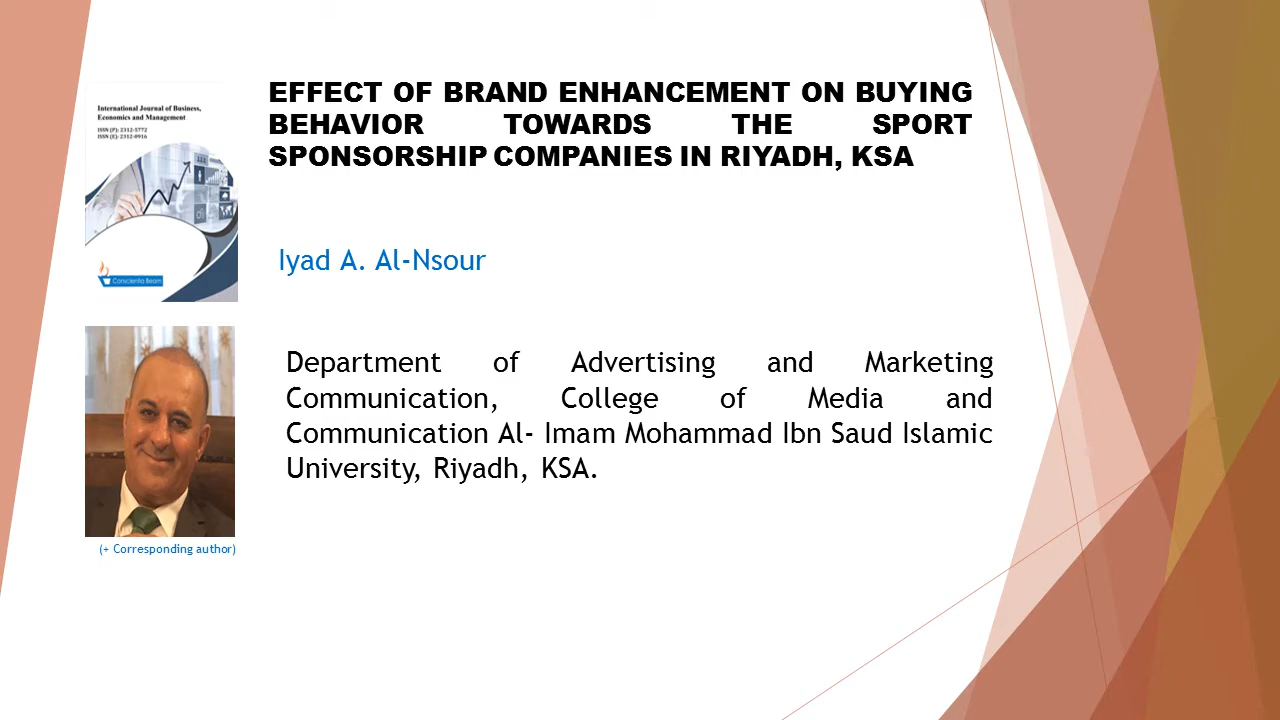 International Journal of Business,
Economics and Management
ISSN (P): 2312-5772
ISSN (E): 2312-0916
Conscientia Beam
EFFECT OF BRAND ENHANCEMENT ON BUYING
BEHAVIOR TOWARDS THE SPORT
SPONSORSHIP COMPANIES IN RIYADH, KSA
Iyad A. Al-Nsour
Department of Advertising and Marketing
Communication, College of Media and
Communication Al- Imam Mohammad Ibn Saud Islamic
University, Riyadh, KSA.
(+ Corresponding author)